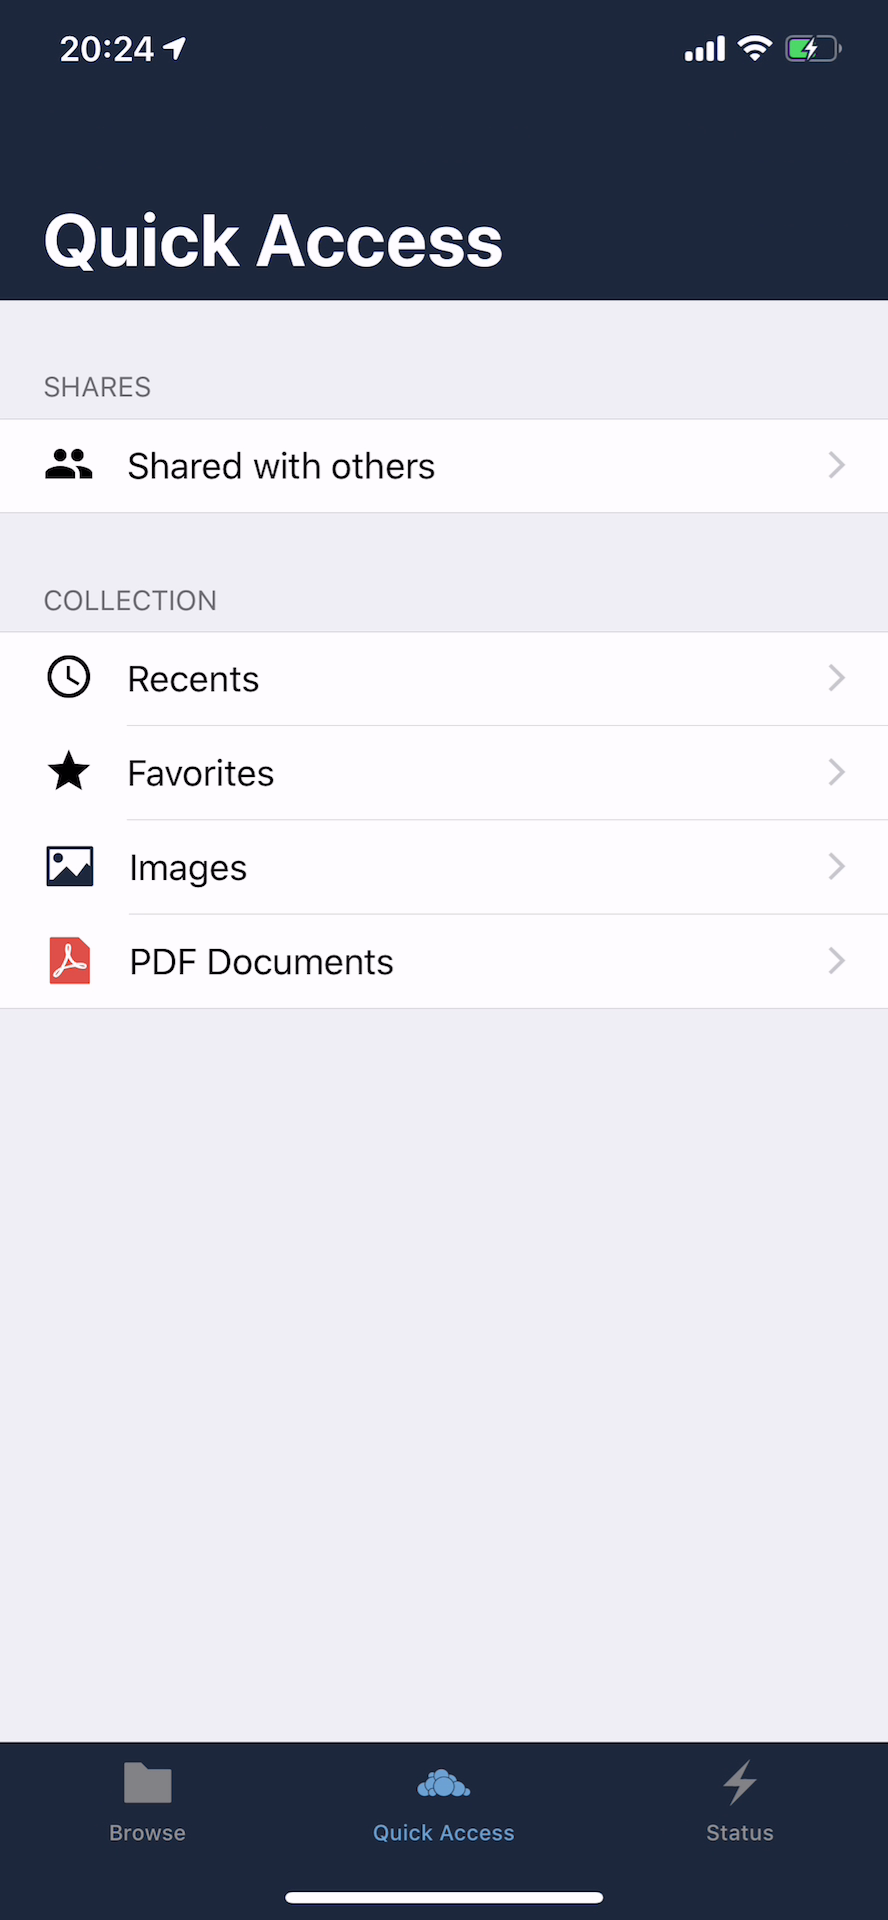 20:24
Quick Access
SHARES
Shared with others
COLLECTION
Recents
Favorites
Images
PDF Documents
Browse
Quick Access
Status